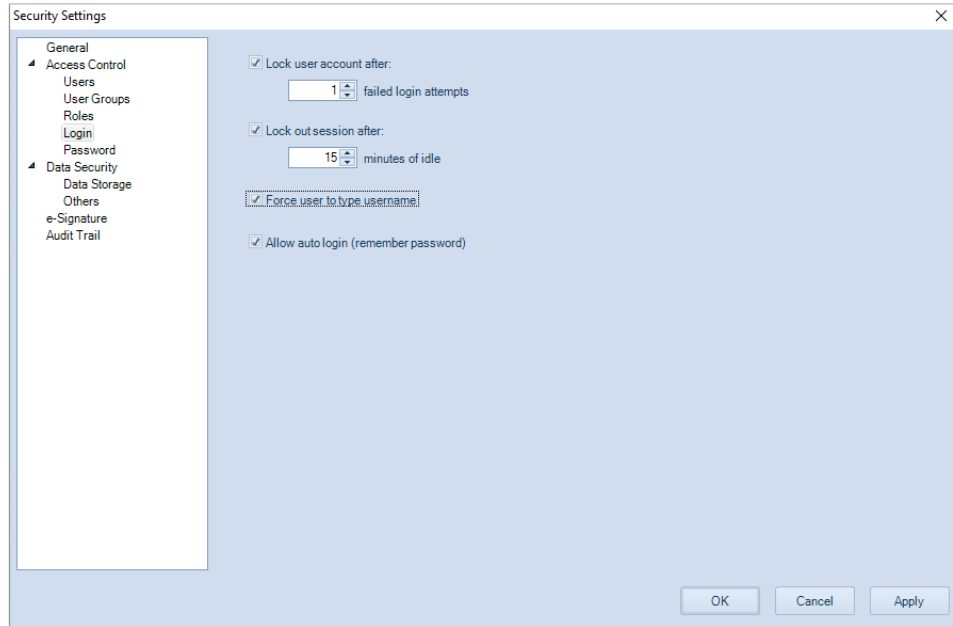 Security Settings
General
Access Control
Users
User Groups
Roles
Login
Password
Data Security
Data Storage
Others
e-Signature
Audit Trail
Lock user account after:
1 failed login attempts
Lock out session after:
15 minutes of idle
Force user to type username
Allow auto login (remember password)
OK Cancel Apply